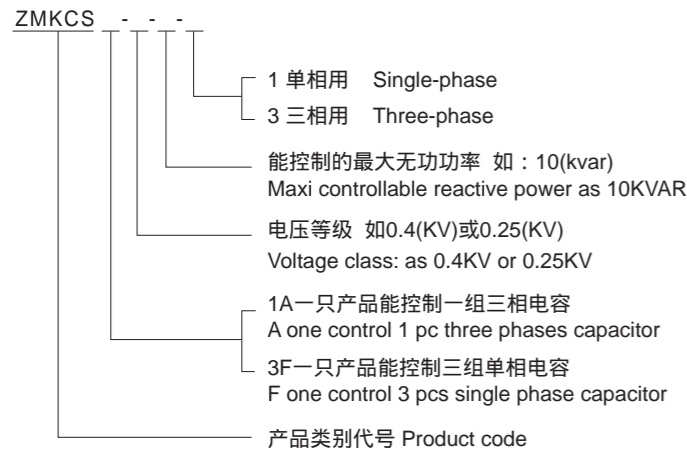 ZMKCS - - -
1 单相用 Single-phase
3 三相用 Three-phase
能控制的最大无功功率 如：10(kvar)
Maxi controllable reactive power as 10KVAR
电压等级 如0.4(KV)或0.25(KV)
Voltage class: as 0.4KV or 0.25KV
1A一只产品能控制一组三相电容
A one control 1 pc three phases capacitor
3F一只产品能控制三组单相电容
F one control 3 pcs single phase capacitor
产品类别代号 Product code